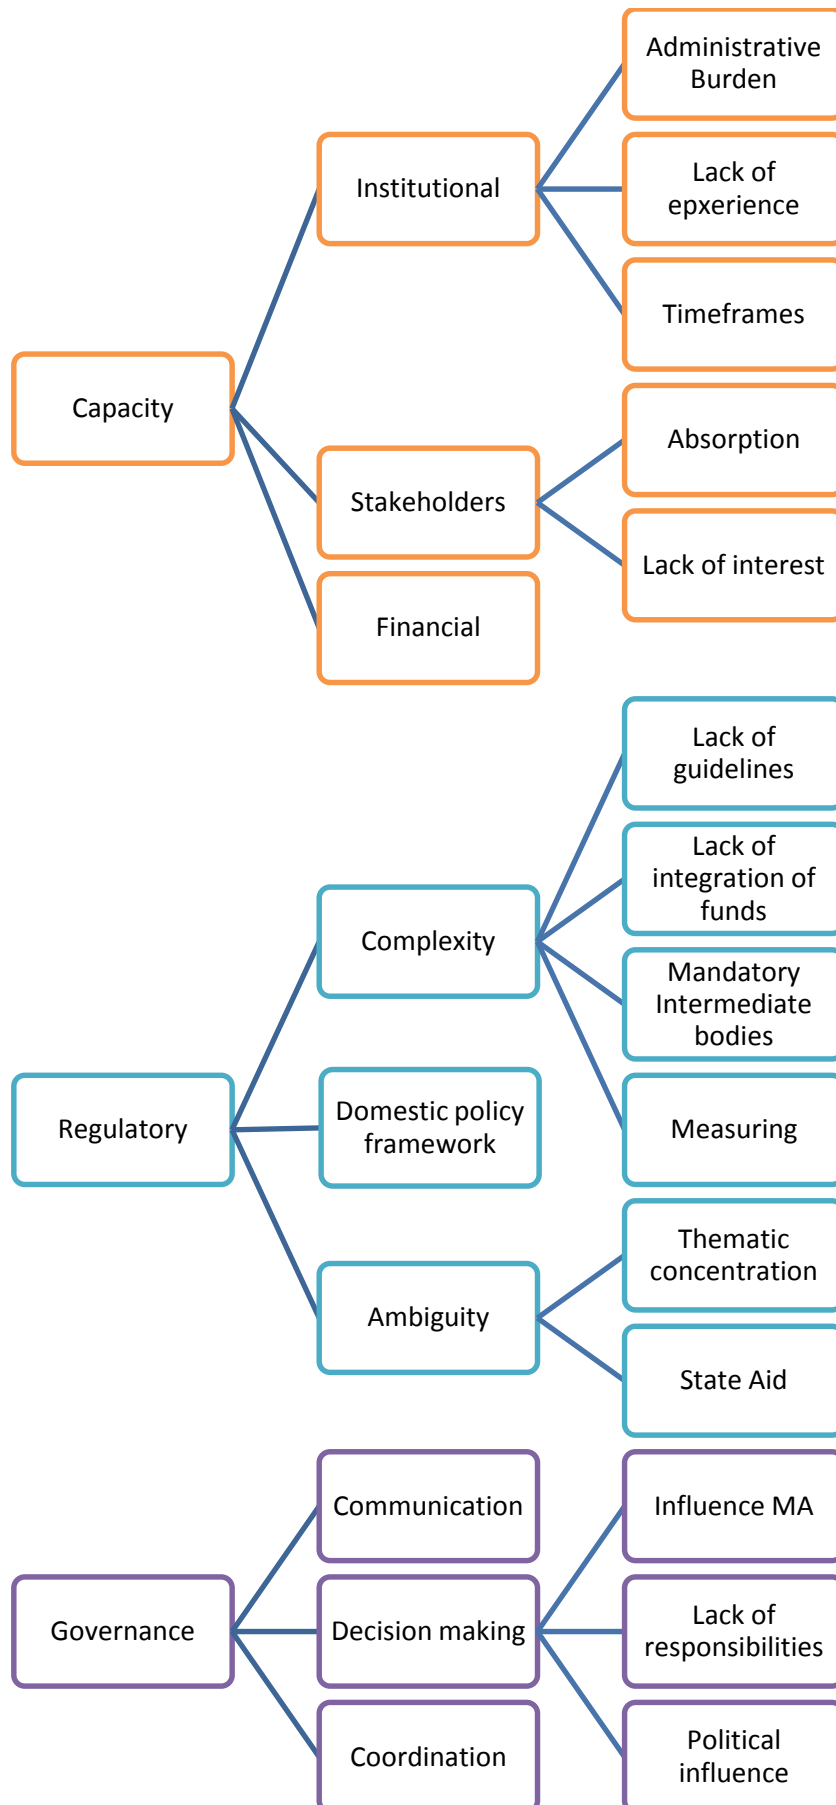 Administrative
Burden
Institutional
Lack of
epxerience
Timeframes
Capacity
Absorption
Stakeholders
Lack of interest
Financial
Lack of
guidelines
Lack of
integration of
funds
Complexity
Mandatory
Intermediate
bodies
Regulatory
Domestic policy
framework
Measuring
Thematic
concentration
Ambiguity
State Aid
Communication
Influence MA
Governance
Decision making
Lack of
responsibilities
Coordination
Political
influence